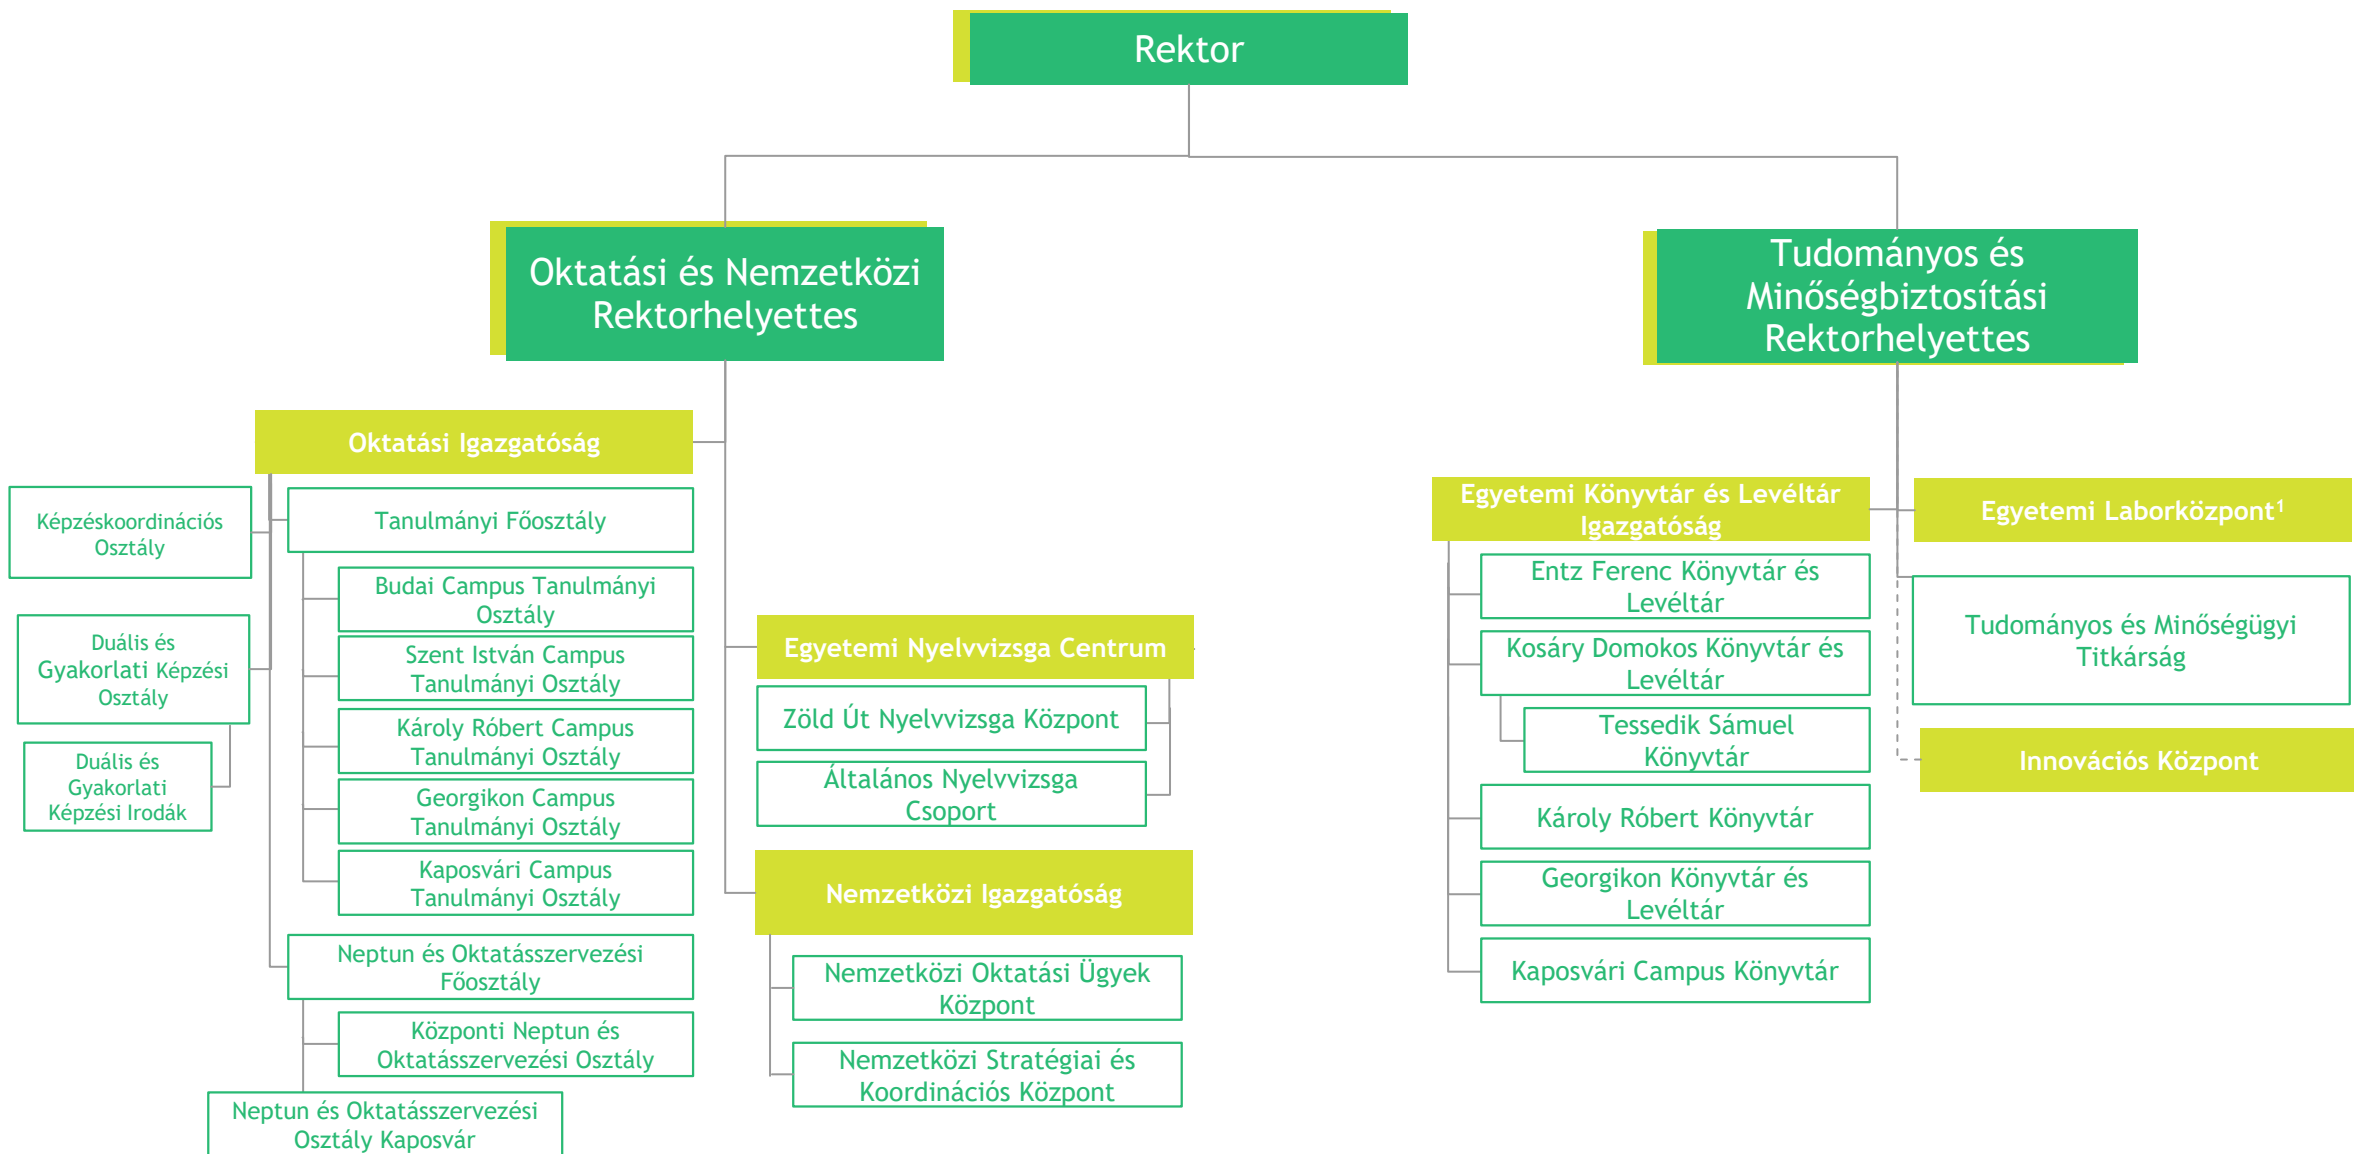 Rektor
Oktatási és Nemzetközi
Rektorhelyettes
Tudományos és
Minőségbiztosítási
Rektorhelyettes
Oktatási Igazgatóság
Képzéskoordinációs
Osztály
Duális és
Gyakorlati Képzési
Osztály
Duális és
Gyakorlati
Képzési Irodák
Tanulmányi Főosztály
Budai Campus Tanulmányi
Osztály
Szent István Campus
Tanulmányi Osztály
Károly Róbert Campus
Tanulmányi Osztály
Georgikon Campus
Tanulmányi Osztály
Kaposvári Campus
Tanulmányi Osztály
Neptun és Oktatásszervezési
Főosztály
Központi Neptun és
Oktatásszervezési Osztály
Neptun és Oktatásszervezési
Osztály Kaposvár
Egyetemi Nyelvvizsga Centrum
Zöld Út Nyelvvizsga Központ
Általános Nyelvvizsga
Csoport
Nemzetközi Igazgatóság
Nemzetközi Oktatási Ügyek
Központ
Nemzetközi Stratégiai és
Koordinációs Központ
Egyetemi Könyvtár és Levéltár
Igazgatóság
Entz Ferenc Könyvtár és
Levéltár
Kosáry Domokos Könyvtár és
Levéltár
Tessedik Sámuel
Könyvtár
Károly Róbert Könyvtár
Georgikon Könyvtár és
Levéltár
Kaposvári Campus Könyvtár
Egyetemi Laborközpont¹
Tudományos és Minőségügyi
Titkárság
Innovációs Központ